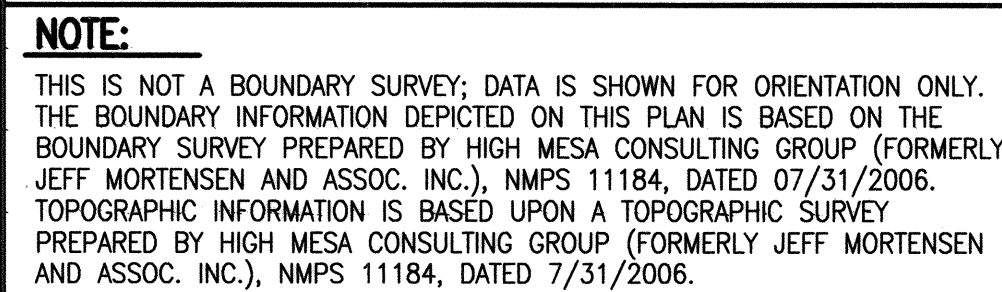 NOTE:
THIS IS NOT A BOUNDARY SURVEY; DATA IS SHOWN FOR ORIENTATION ONLY.
THE BOUNDARY INFORMATION DEPICTED ON THIS PLAN IS BASED ON THE
BOUNDARY SURVEY PREPARED BY HIGH MESA CONSULTING GROUP (FORMERLY
JEFF MORTENSEN AND ASSOC. INC.), NMPS 11184, DATED 07/31/2006.
TOPOGRAPHIC INFORMATION IS BASED UPON A TOPOGRAPHIC SURVEY
PREPARED BY HIGH MESA CONSULTING GROUP (FORMERLY JEFF MORTENSEN
AND ASSOC. INC.), NMPS 11184, DATED 7/31/2006.